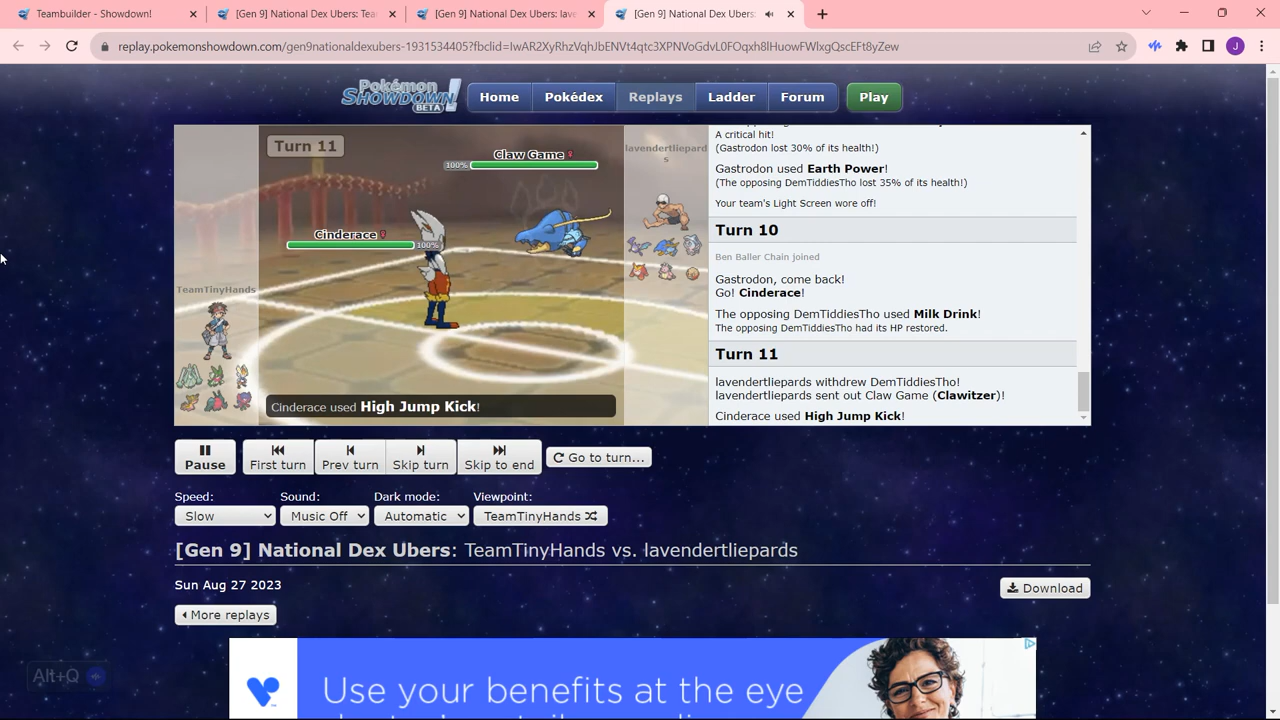 Teambuilder - Showdown!
[Gen 9] National Dex Ubers: Tea
[Gen 9] National Dex Ubers: lave
[Gen 9] National Dex Ubers:
replay.pokemonshowdown.com/gen9nationaldexubers-1931534405?fbclid=IwAR2XyRhzVqhJbENVt4qtc3XPNVoGdvL0FOqxh8lHuowFWlxgQscEFt8yZew
J
Pokémon
Showdown!
BETA
Home
Pokédex
Replays
Ladder
Forum
Play
Turn 11
Claw Game
100%
Cinderace
100%
TeamTinyHands
lavendertliepard
s
Cinderace used High Jump Kick!
A critical hit!
(Gastrodon lost 30% of its health!)
Gastrodon used Earth Power!
(The opposing DemTiddiesTho lost 35% of its health!)
Your team's Light Screen wore off!
Turn 10
Ben Baller Chain joined
Gastrodon, come back!
Go! Cinderace!
The opposing DemTiddiesTho used Milk Drink!
The opposing DemTiddiesTho had its HP restored.
Turn 11
lavendertliepards withdrew DemTiddiesTho!
lavendertliepards sent out Claw Game (Clawitzer)!
Cinderace used High Jump Kick!
Pause
First turn
Prev turn
Skip turn
Skip to end
Go to turn...
Speed:
Sound:
Dark mode:
Viewpoint:
Slow
Music Off
Automatic
TeamTinyHands
[Gen 9] National Dex Ubers: TeamTinyHands vs. lavendertliepards
Sun Aug 27 2023
Download
More replays
Alt+Q
Use your benefits at the eye